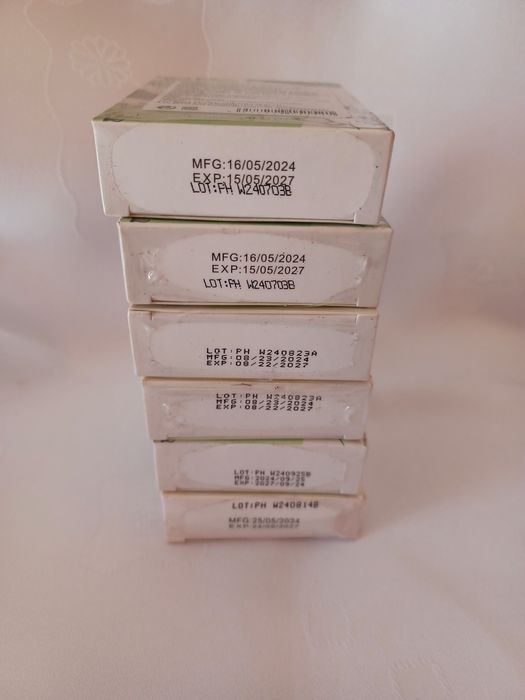 MFG:16/05/2024
EXP:15/05/2027
LOT:PH W240703B
MFG:16/05/2024
EXP:15/05/2027
LOT:PH W240703B
LOT:PH W240823A
MFG:08/23/2024
EXP:08/22/2027
LOT:PH W240823A
MFG:08/23/2024
EXP:08/22/2027
LOT:PH W240925B
MFG:2024/09/25
EXP:2027/09/24
LOT:PH W240814B
MFG:25/05/2024